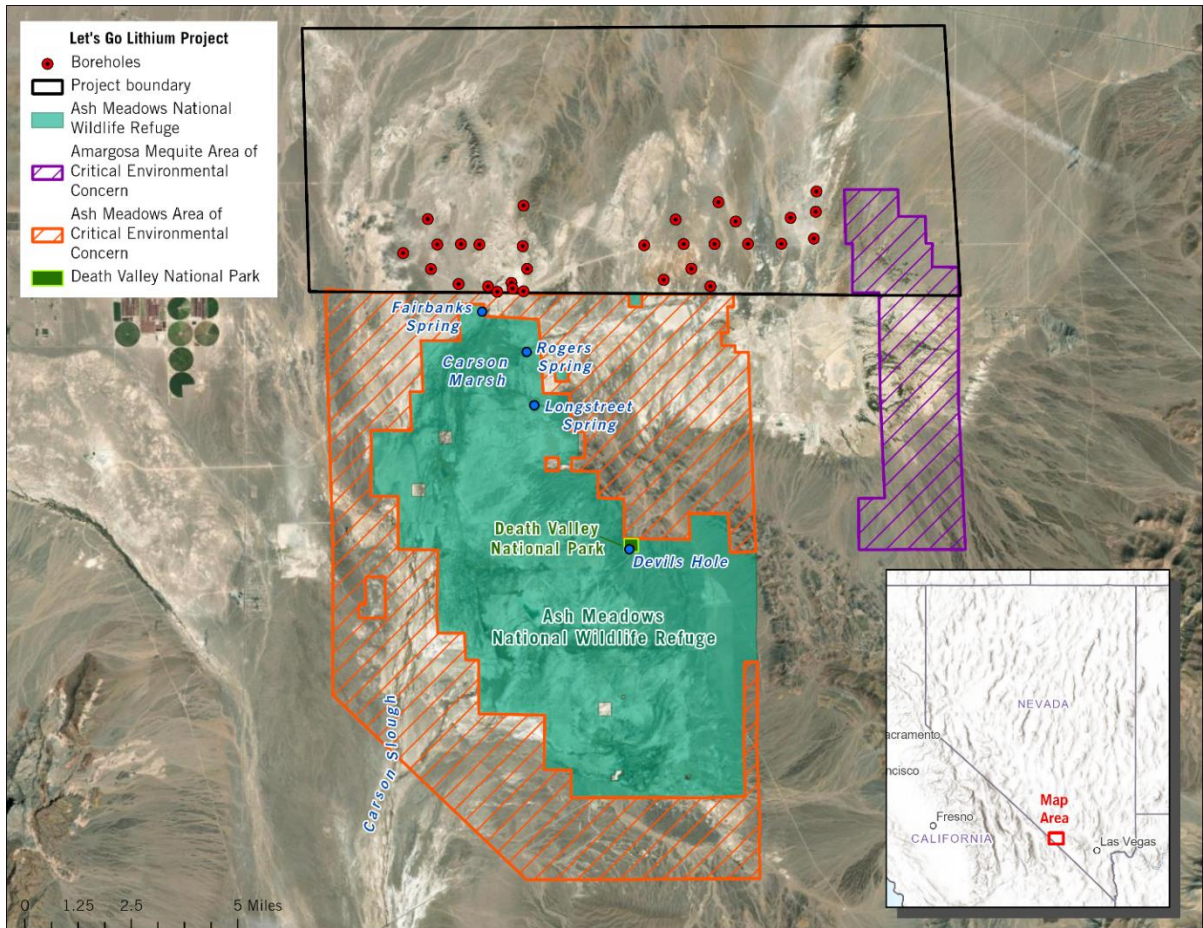 Let's Go Lithium Project
Boreholes
Project boundary
Ash Meadows National
Wildlife Refuge
Amargosa Mequite Area of
Critical Environmental
Concern
Ash Meadows Area of
Critical Environmental
Concern
Death Valley National Park
Fairbanks
Spring
Rogers
Spring
Carson
Marsh
Longstreet
Spring
Death Valley
National Park
Devils Hole
Ash Meadows
National Wildlife Refuge
Carson Slough
NEVADA
acramento
ncisco
Fresno
CALIFORNIA
Map
Area
Las Vegas
0 1.25 2.5 5 Miles